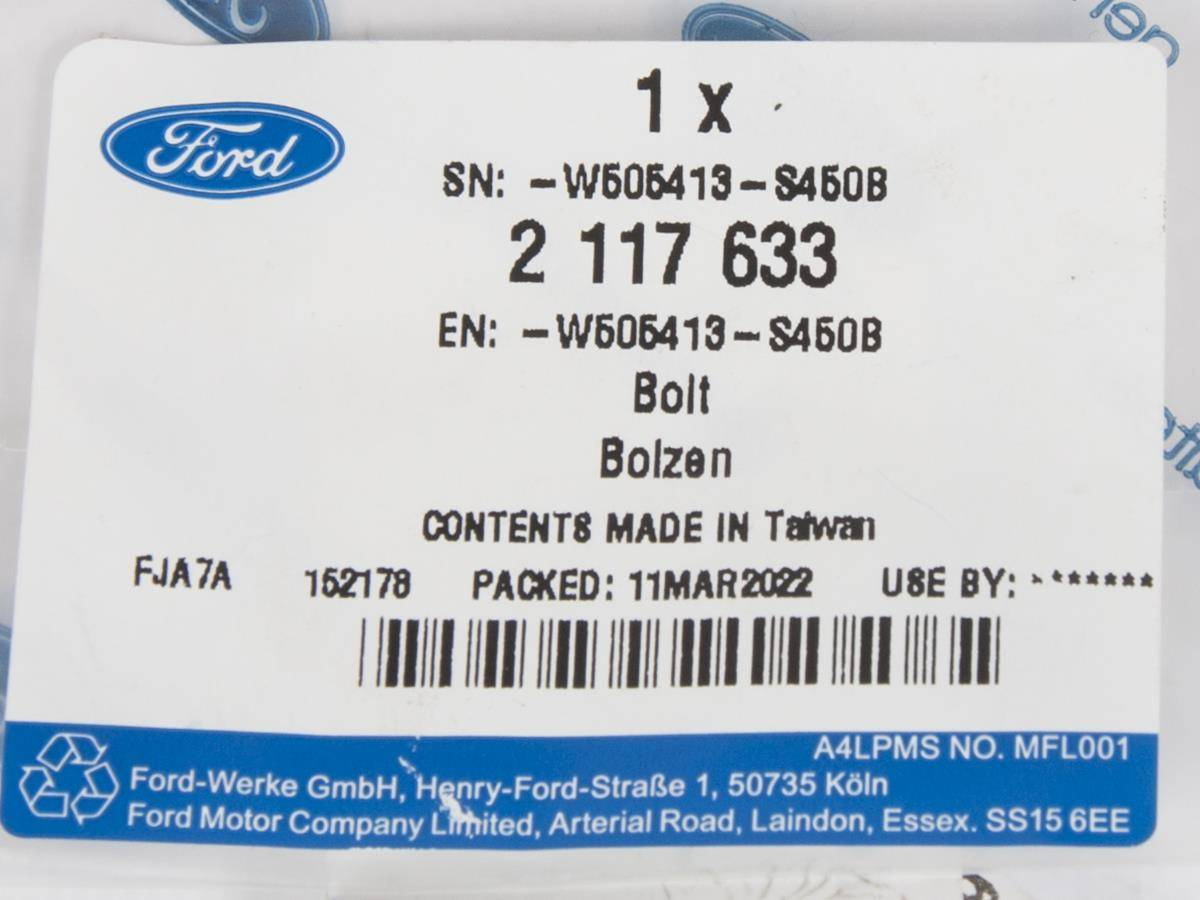 Ford
1 x
SN: -W505413-S450B
2 117 633
EN: -W505413-S450B
Bolt
Bolzen
CONTENTS MADE IN Taiwan
FJA7A 152178 PACKED: 11MAR2022 USE BY: *******
A4LPMS NO. MFL001
Ford-Werke GmbH, Henry-Ford-Straße 1, 50735 Köln
Ford Motor Company Limited, Arterial Road, Laindon, Essex. SS15 6EE